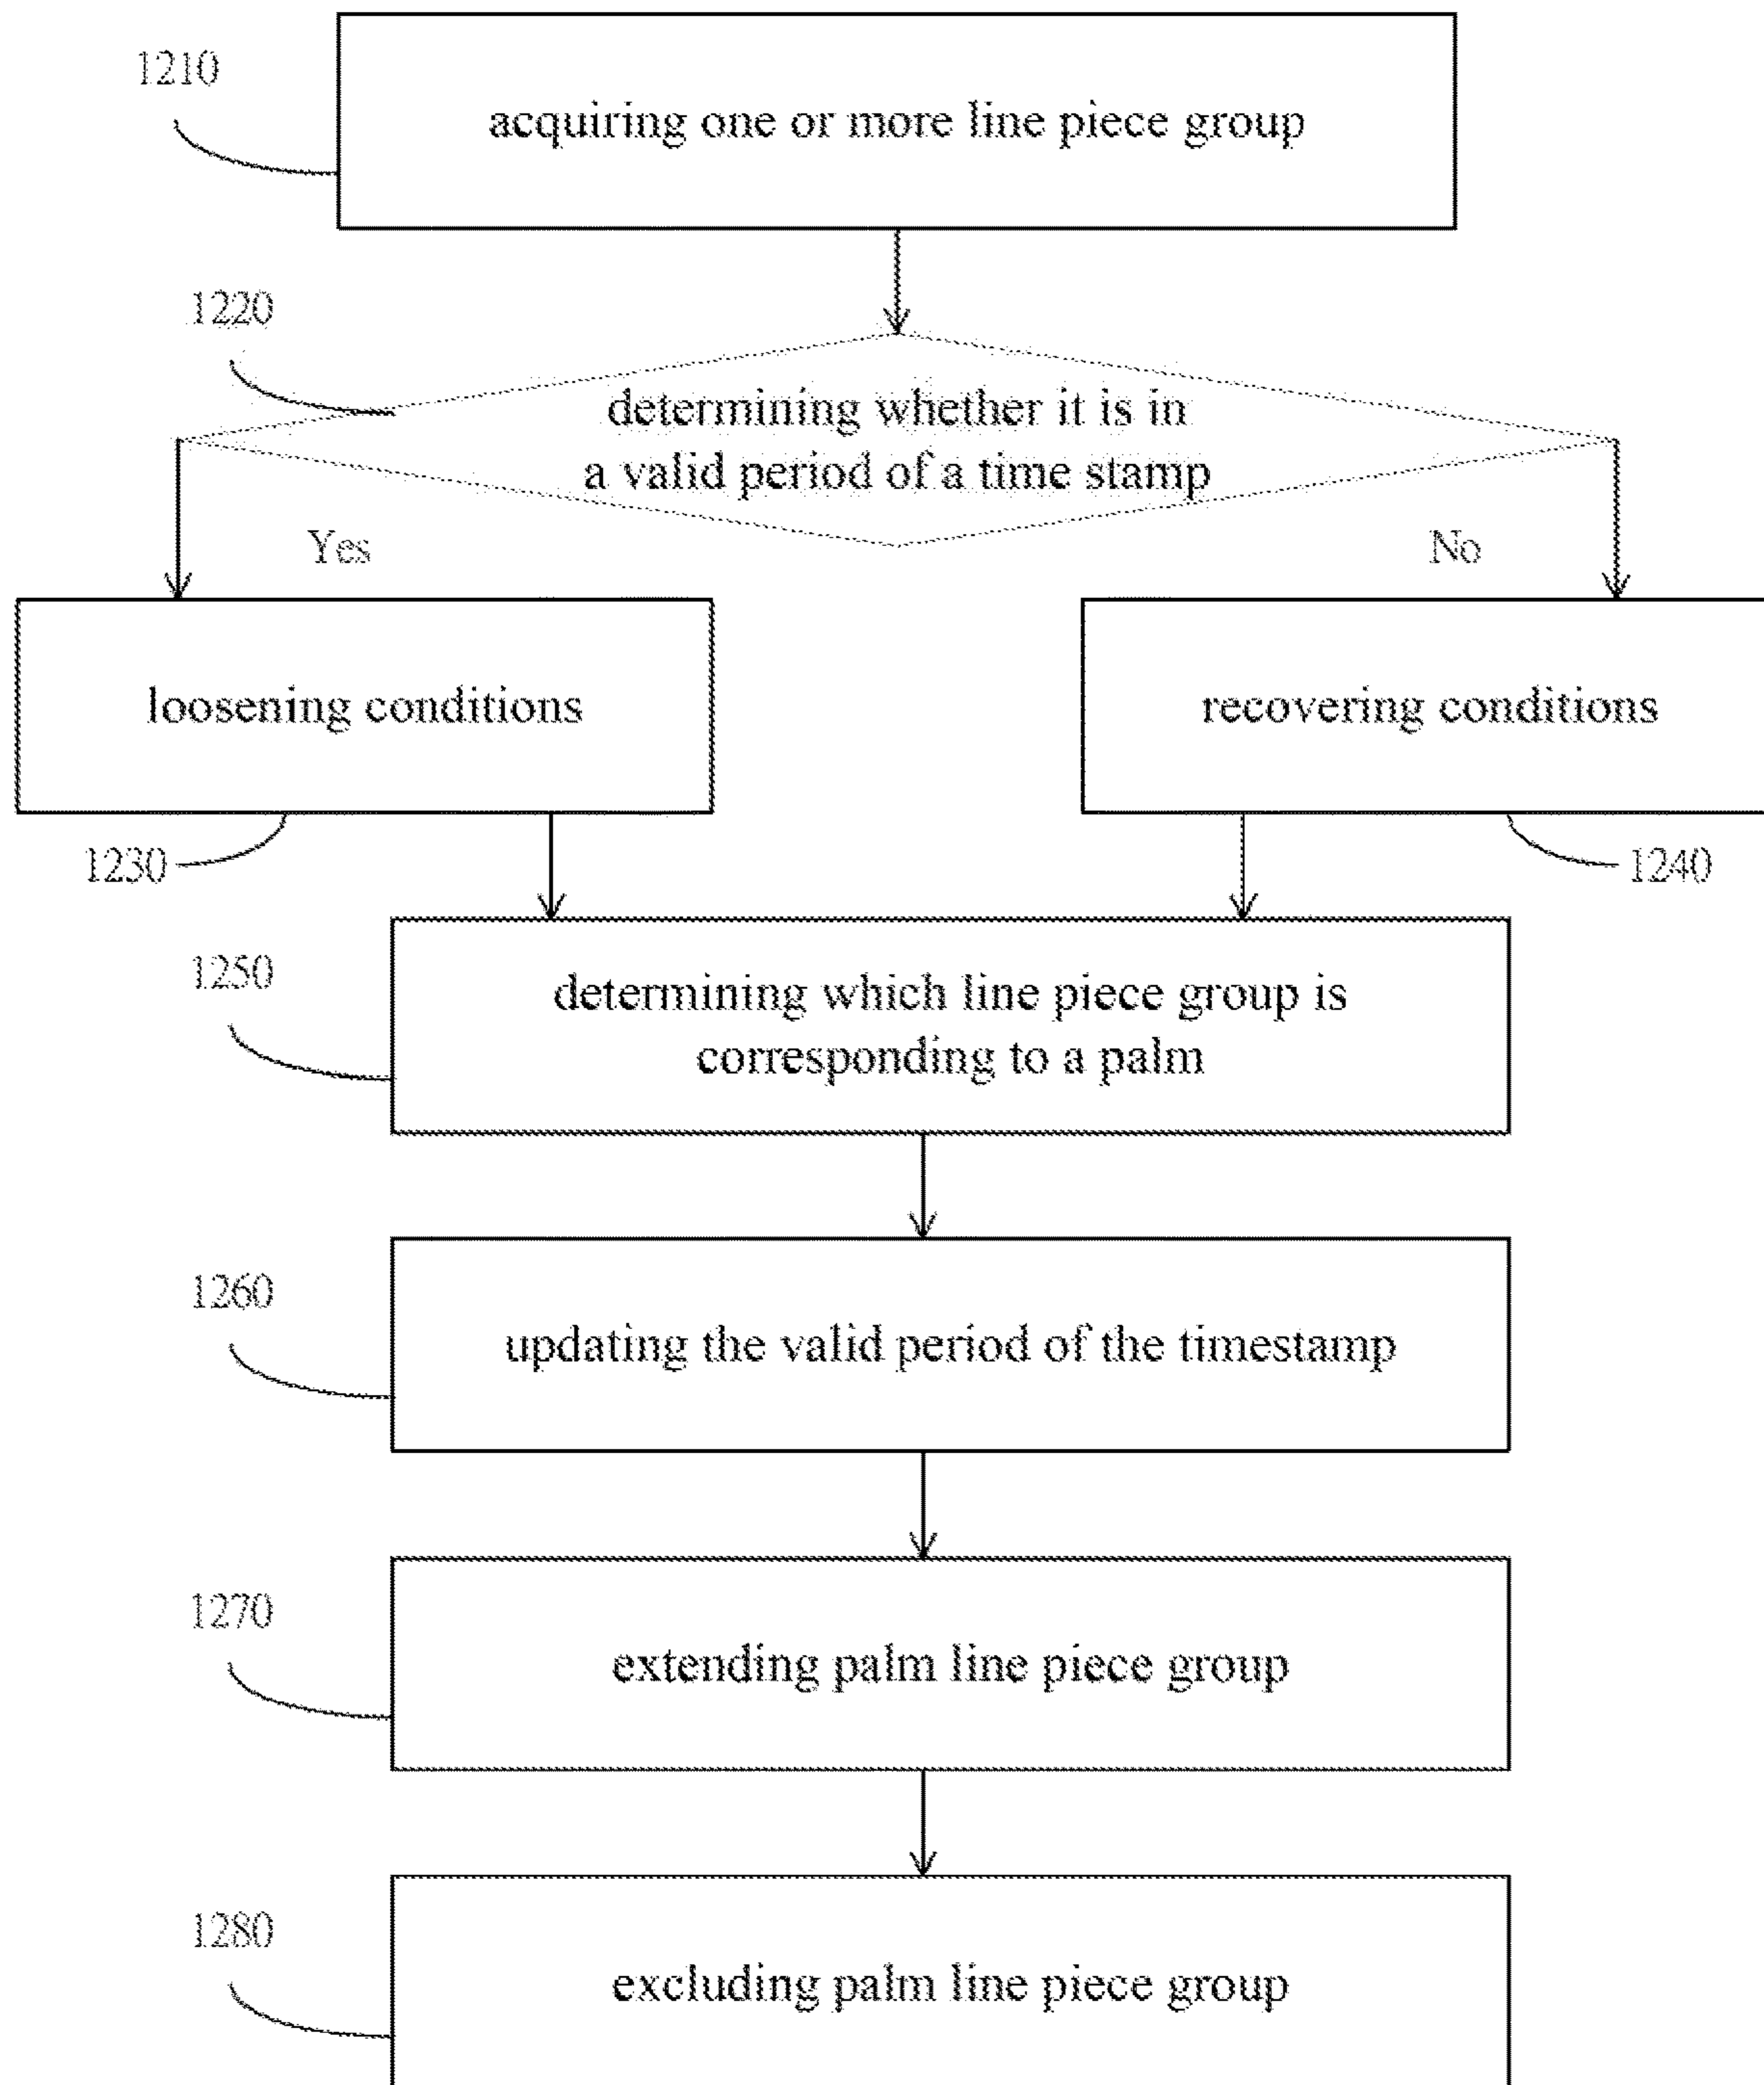 1210
acquiring one or more line piece group
1220
determining whether it is in
a valid period of a time stamp
Yes
No
loosening conditions
recovering conditions
1230
1240
1250
determining which line piece group is
corresponding to a palm
1260
updating the valid period of the timestamp
1270
extending palm line piece group
1280
excluding palm line piece group